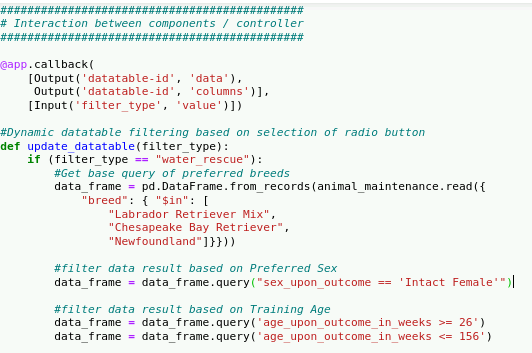 ############################################
# Interaction between components / controller
############################################
@app.callback(
    [Output('datatable-id', 'data'),
     Output('datatable-id', 'columns')],
    [Input('filter_type', 'value')])
#Dynamic datatable filtering based on selection of radio button
def update_datatable(filter_type):
    if (filter_type == "water_rescue"):
        #Get base query of preferred breeds
        data_frame = pd.DataFrame.from_records(animal_maintenance.read({
            "breed": { "$in": [
                "Labrador Retriever Mix",
                "Chesapeake Bay Retriever",
                "Newfoundland"]}}))
        #filter data result based on Preferred Sex
        data_frame = data_frame.query("sex_upon_outcome == 'Intact Female'")
        #filter data result based on Training Age
        data_frame = data_frame.query('age_upon_outcome_in_weeks >= 26')
        data_frame = data_frame.query('age_upon_outcome_in_weeks <= 156')